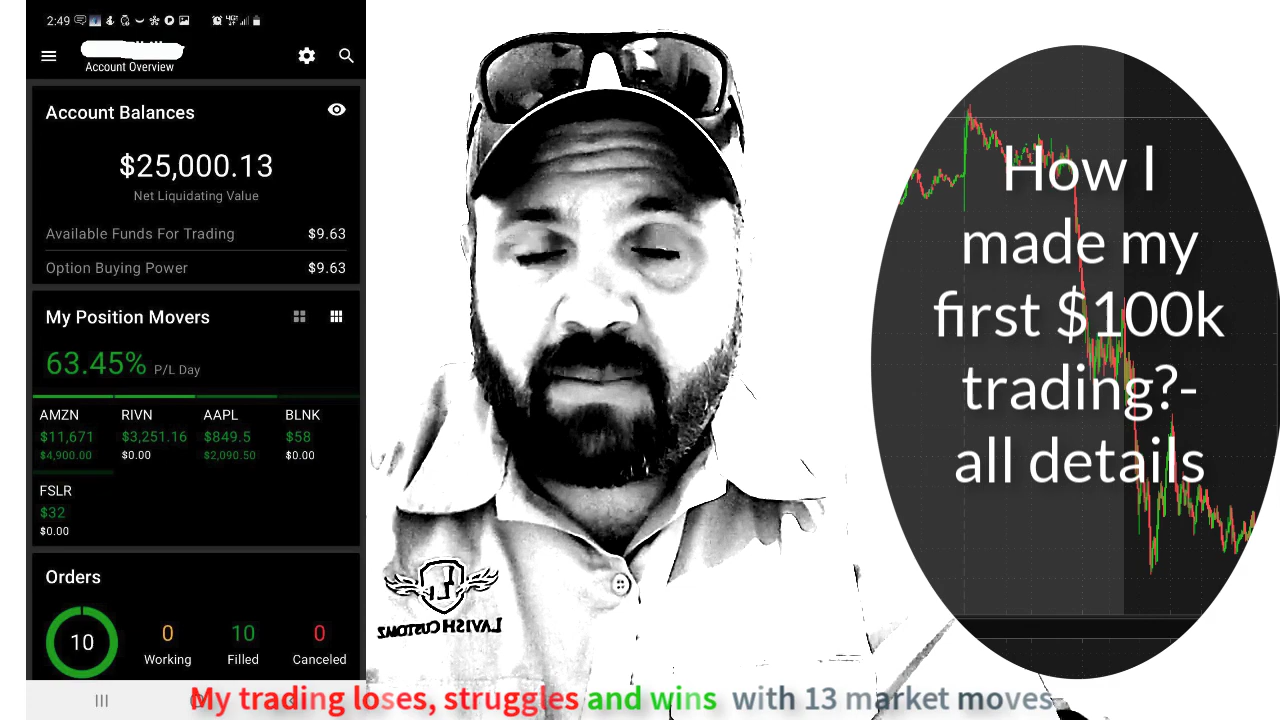 2:49
Account Overview
Account Balances
$25,000.13
Net Liquidating Value
Available Funds For Trading $9.63
Option Buying Power $9.63
My Position Movers
63.45% P/L Day
AMZN RIVN AAPL BLNK
$11,671 $3,251.16 $849.5 $58
$4,900.00 $0.00 $2,090.50 $0.00
FSLR
$32
$0.00
Orders
10 0 10 0
Working Filled Canceled
LAVISH CUSTOMZ
How I
made my
first $100k
trading?-
all details
My trading loses, struggles and wins with 13 market moves